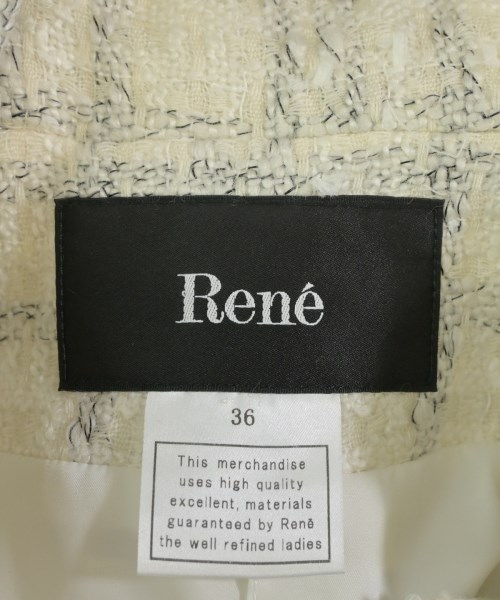 René
36
This merchandise
uses high quality
excellent, materials
guaranteed by René
the well refined ladies